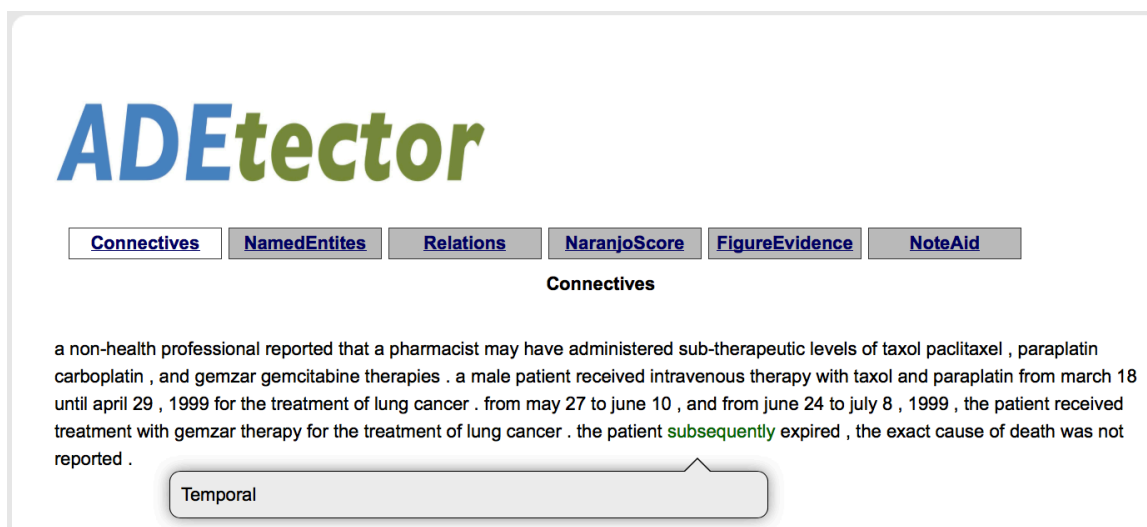 ADEtector
Connectives NamedEntites Relations NaranjoScore FigureEvidence NoteAid
Connectives
a non-health professional reported that a pharmacist may have administered sub-therapeutic levels of taxol paclitaxel , paraplatin
carboplatin , and gemzar gemcitabine therapies . a male patient received intravenous therapy with taxol and paraplatin from march 18
until april 29 , 1999 for the treatment of lung cancer . from may 27 to june 10 , and from june 24 to july 8 , 1999 , the patient received
treatment with gemzar therapy for the treatment of lung cancer . the patient subsequently expired , the exact cause of death was not
reported .
Temporal